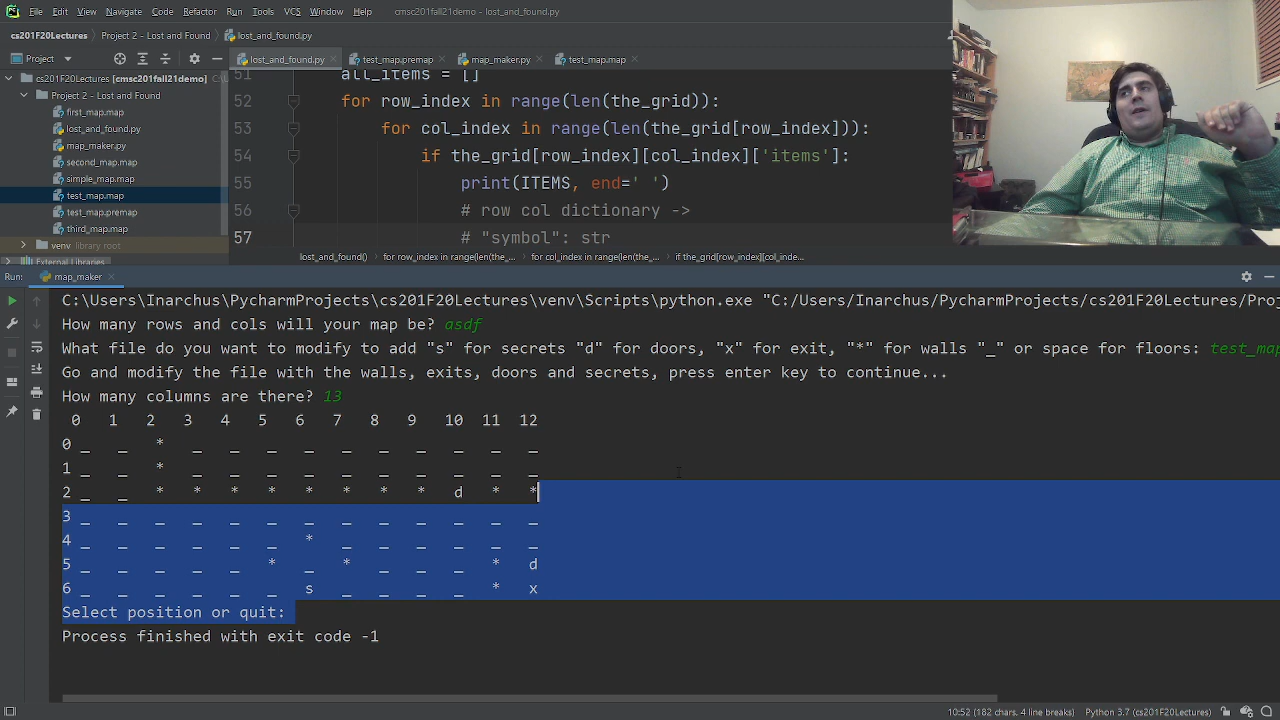 File Edit View Navigate Code Refactor Run Tools VCS Window Help cmsc201fall21demo - lost_and_found.py
cs201F20Lectures Project 2 - Lost and Found lost_and_found.py
Project lost_and_found.py test_map.premap map_maker.py test_map.map
cs201F20Lectures [cmsc201fall21demo]
Project 2 - Lost and Found
first_map.map
lost_and_found.py
map_maker.py
second_map.map
simple_map.map
test_map.map
test_map.premap
third_map.map
venv library root
External Libraries
51 all_items = []
52 for row_index in range(len(the_grid)):
53 for col_index in range(len(the_grid[row_index])):
54 if the_grid[row_index][col_index]['items']:
55 print(ITEMS, end=' ')
56 # row col dictionary ->
57 # "symbol": str
lost_and_found() for row_index in range(len(the_g... for col_index in range(len(the_g... if the_grid[row_index][col_inde...
Run: map_maker
C:\Users\Inarchus\PycharmProjects\cs201F20Lectures\venv\Scripts\python.exe "C:/Users/Inarchus/PycharmProjects/cs201F20Lectures/Proj
How many rows and cols will your map be? asdf
What file do you want to modify to add "s" for secrets "d" for doors, "x" for exit, "*" for walls "_" or space for floors: test_map
Go and modify the file with the walls, exits, doors and secrets, press enter key to continue...
How many columns are there? 13
0 1 2 3 4 5 6 7 8 9 10 11 12
0 _ _ * _ _ _ _ _ _ _ _ _ _
1 _ _ * _ _ _ _ _ _ _ _ _ _
2 _ _ * * * * * * * * d * *
3 _ _ _ _ _ _ _ _ _ _ _ _ _
4 _ _ _ _ _ _ * _ _ _ _ _ _
5 _ _ _ _ _ * _ * _ _ _ * d
6 _ _ _ _ _ _ s _ _ _ _ * x
Select position or quit:
Process finished with exit code -1
10:52 (182 chars, 4 line breaks) Python 3.7 (cs201F20Lectures)